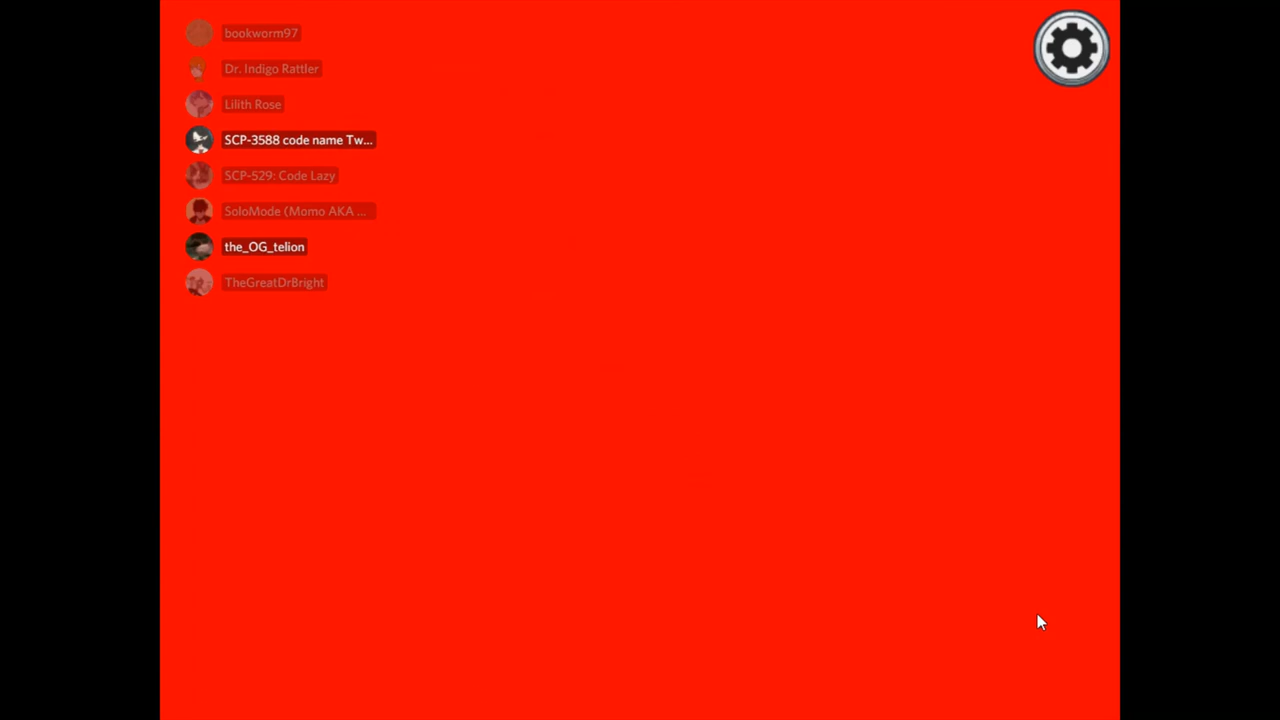 bookworm97
Dr. Indigo Rattler
Lilith Rose
SCP-3588 code name Tw...
SCP-529: Code Lazy
SoloMode (Momo AKA ...
the_OG_telion
TheGreatDrBright